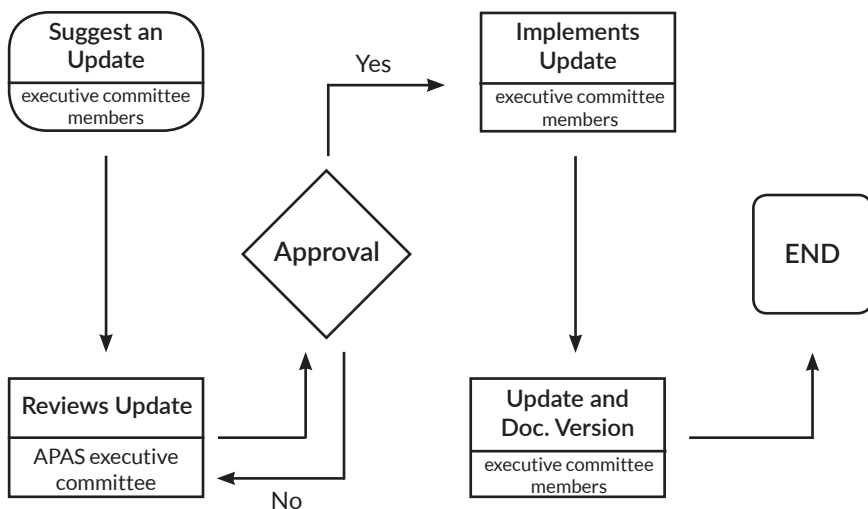 Suggest an
Update
executive committee
members
Reviews Update
APAS executive
committee
Approval
Yes
No
Implements
Update
executive committee
members
Update and
Doc. Version
executive committee
members
END